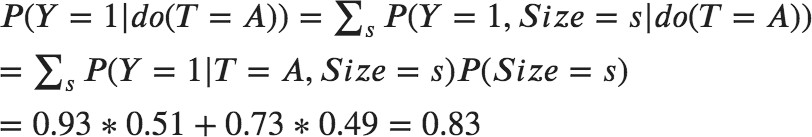 P(Y = 1|do(T = A)) = ∑ₛ P(Y = 1, Size = s|do(T = A))
= ∑ₛ P(Y = 1|T = A, Size = s)P(Size = s)
= 0.93 ∗ 0.51 + 0.73 ∗ 0.49 = 0.83